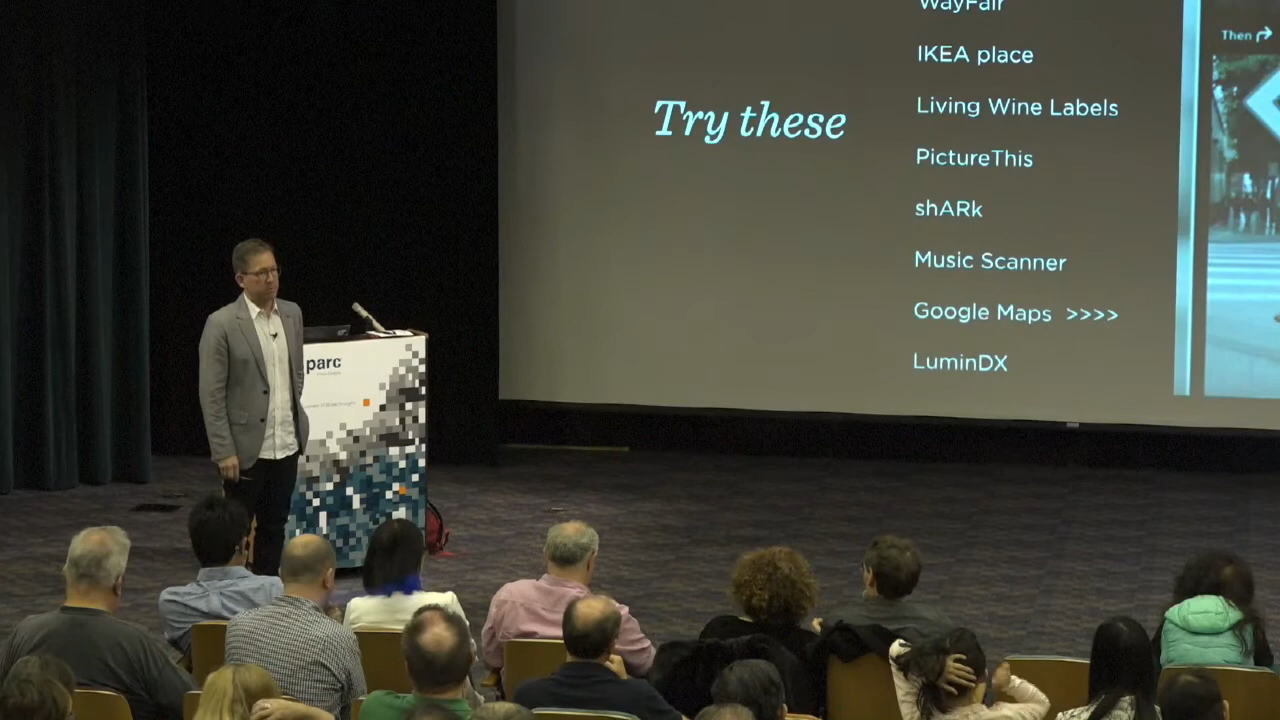 WayFair
IKEA place
Try these
Living Wine Labels
PictureThis
shARk
Music Scanner
Google Maps >>>>
LuminDX
Then
parc